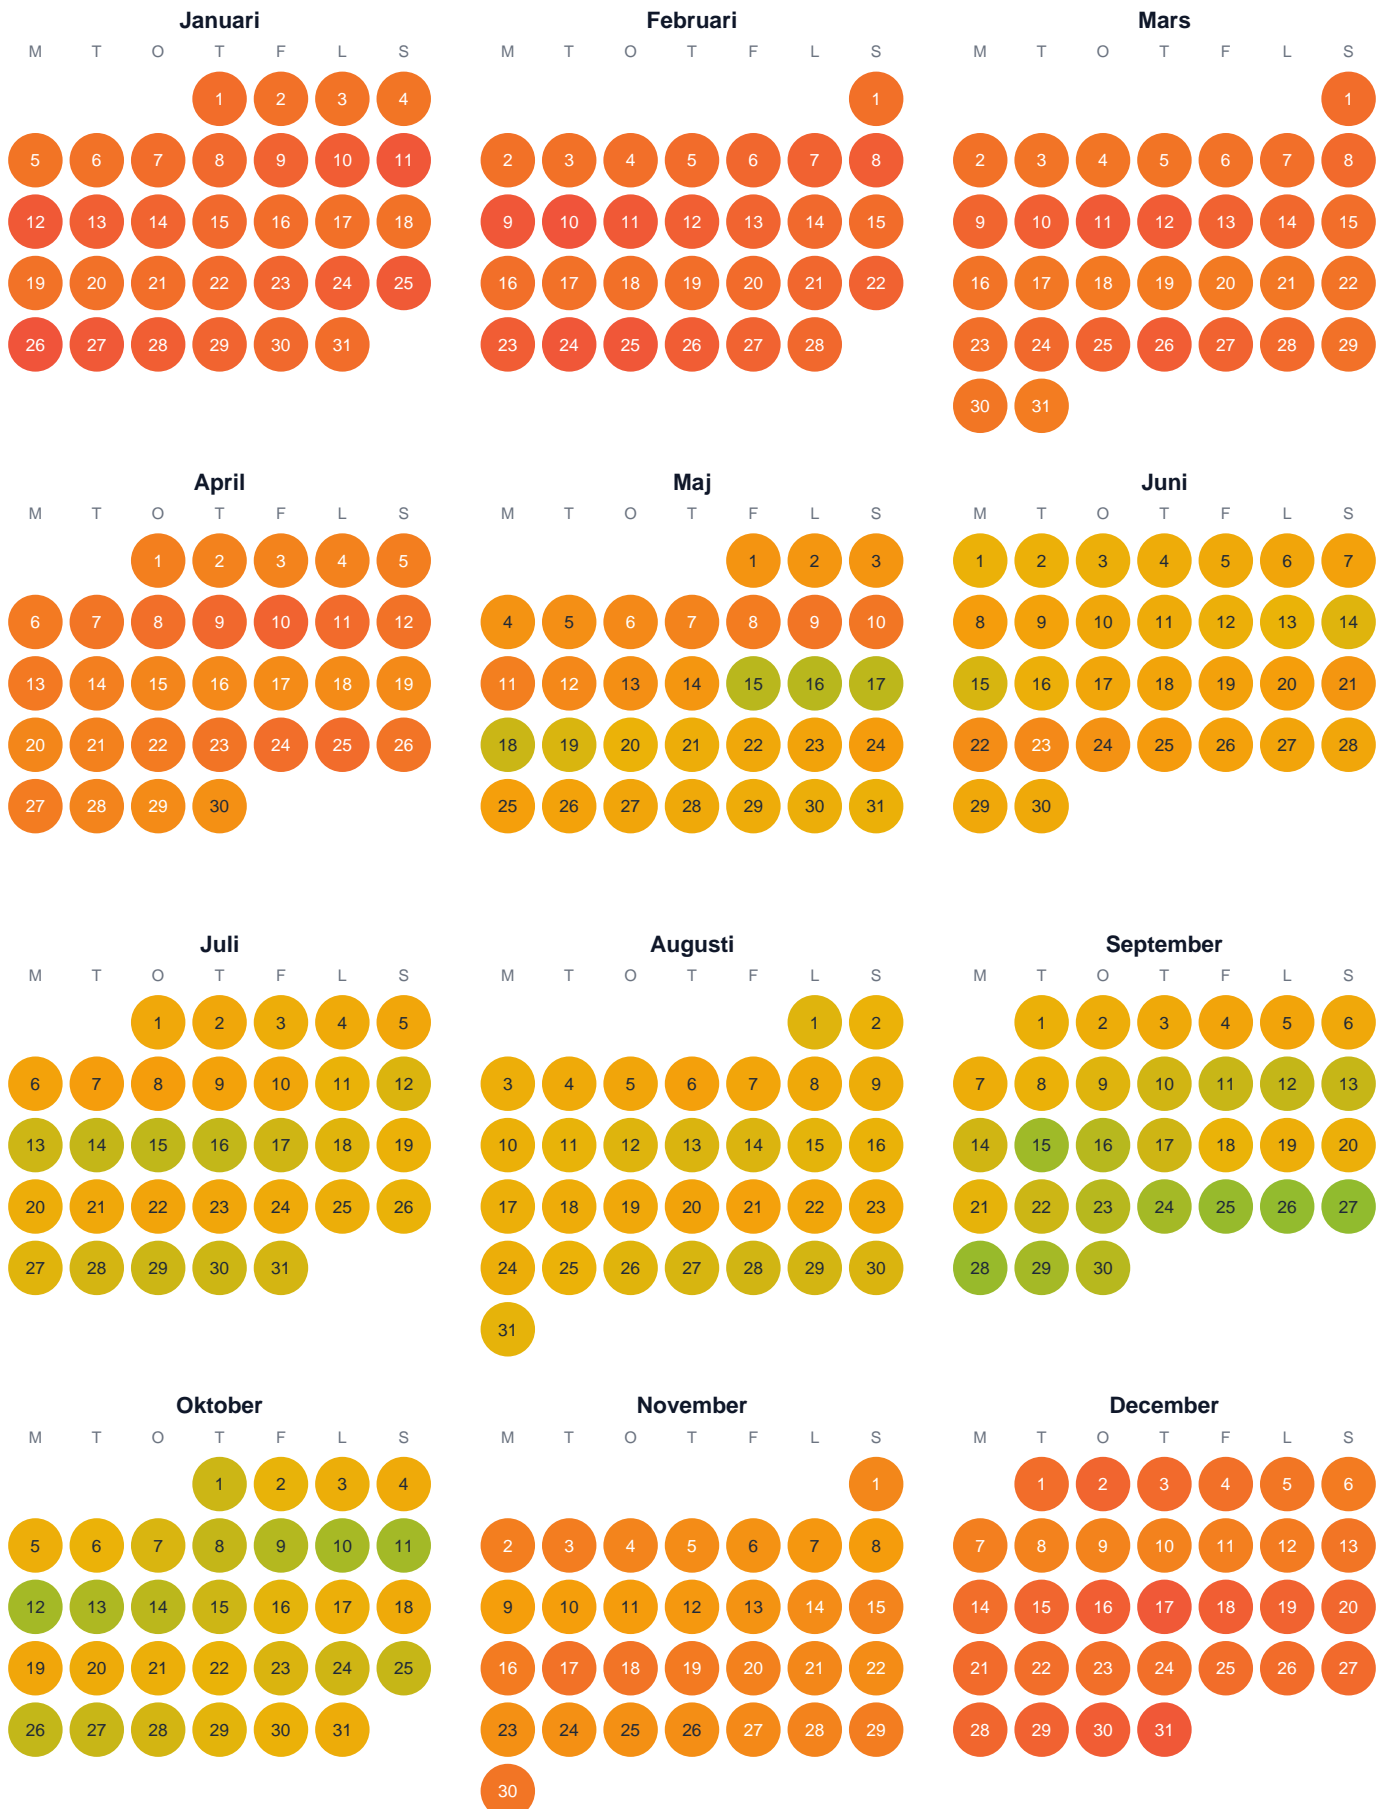 Januari Februari Mars
M T O T F L S M T O T F L S M T O T F L S
1 2 3 4 1 1
5 6 7 8 9 10 11 2 3 4 5 6 7 8 2 3 4 5 6 7 8
12 13 14 15 16 17 18 9 10 11 12 13 14 15 9 10 11 12 13 14 15
19 20 21 22 23 24 25 16 17 18 19 20 21 22 16 17 18 19 20 21 22
26 27 28 29 30 31 23 24 25 26 27 28 23 24 25 26 27 28 29
30 31
April Maj Juni
M T O T F L S M T O T F L S M T O T F L S
1 2 3 4 5 1 2 3 1 2 3 4 5 6 7
6 7 8 9 10 11 12 4 5 6 7 8 9 10 8 9 10 11 12 13 14
13 14 15 16 17 18 19 11 12 13 14 15 16 17 15 16 17 18 19 20 21
20 21 22 23 24 25 26 18 19 20 21 22 23 24 22 23 24 25 26 27 28
27 28 29 30 25 26 27 28 29 30 31 29 30
Juli Augusti September
M T O T F L S M T O T F L S M T O T F L S
1 2 3 4 5 1 2 1 2 3 4 5 6
6 7 8 9 10 11 12 3 4 5 6 7 8 9 7 8 9 10 11 12 13
13 14 15 16 17 18 19 10 11 12 13 14 15 16 14 15 16 17 18 19 20
20 21 22 23 24 25 26 17 18 19 20 21 22 23 21 22 23 24 25 26 27
27 28 29 30 31 24 25 26 27 28 29 30 28 29 30
31
Oktober November December
M T O T F L S M T O T F L S M T O T F L S
1 2 3 4 1 1 2 3 4 5 6
5 6 7 8 9 10 11 2 3 4 5 6 7 8 7 8 9 10 11 12 13
12 13 14 15 16 17 18 9 10 11 12 13 14 15 14 15 16 17 18 19 20
19 20 21 22 23 24 25 16 17 18 19 20 21 22 21 22 23 24 25 26 27
26 27 28 29 30 31 23 24 25 26 27 28 29 28 29 30 31
30